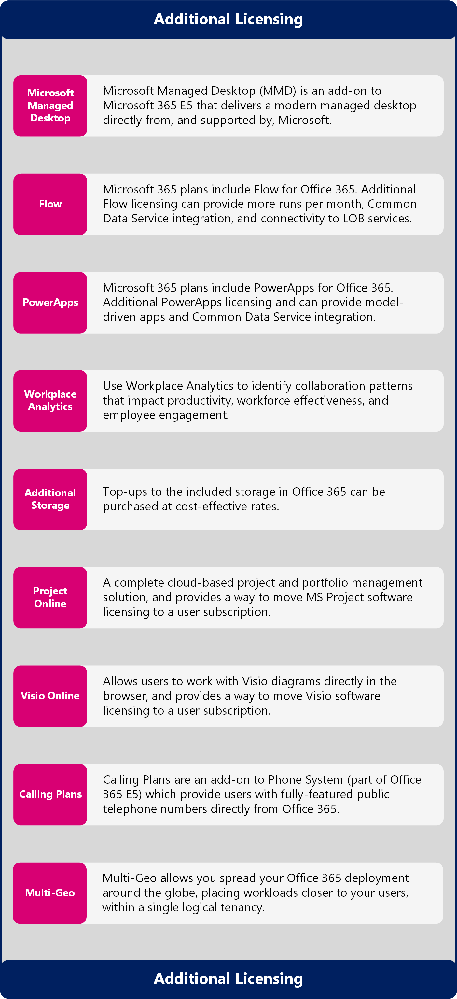 Additional Licensing
Microsoft
Managed
Desktop
Microsoft Managed Desktop (MMD) is an add-on to
Microsoft 365 E5 that delivers a modern managed desktop
directly from, and supported by, Microsoft.
Flow
Microsoft 365 plans include Flow for Office 365. Additional
Flow licensing can provide more runs per month, Common
Data Service integration, and connectivity to LOB services.
PowerApps
Microsoft 365 plans include PowerApps for Office 365.
Additional PowerApps licensing and can provide model-
driven apps and Common Data Service integration.
Workplace
Analytics
Use Workplace Analytics to identify collaboration patterns
that impact productivity, workforce effectiveness, and
employee engagement.
Additional
Storage
Top-ups to the included storage in Office 365 can be
purchased at cost-effective rates.
Project
Online
A complete cloud-based project and portfolio management
solution, and provides a way to move MS Project software
licensing to a user subscription.
Visio Online
Allows users to work with Visio diagrams directly in the
browser, and provides a way to move Visio software
licensing to a user subscription.
Calling Plans
Calling Plans are an add-on to Phone System (part of Office
365 E5) which provide users with fully-featured public
telephone numbers directly from Office 365.
Multi-Geo
Multi-Geo allows you spread your Office 365 deployment
around the globe, placing workloads closer to your users,
within a single logical tenancy.
Additional Licensing